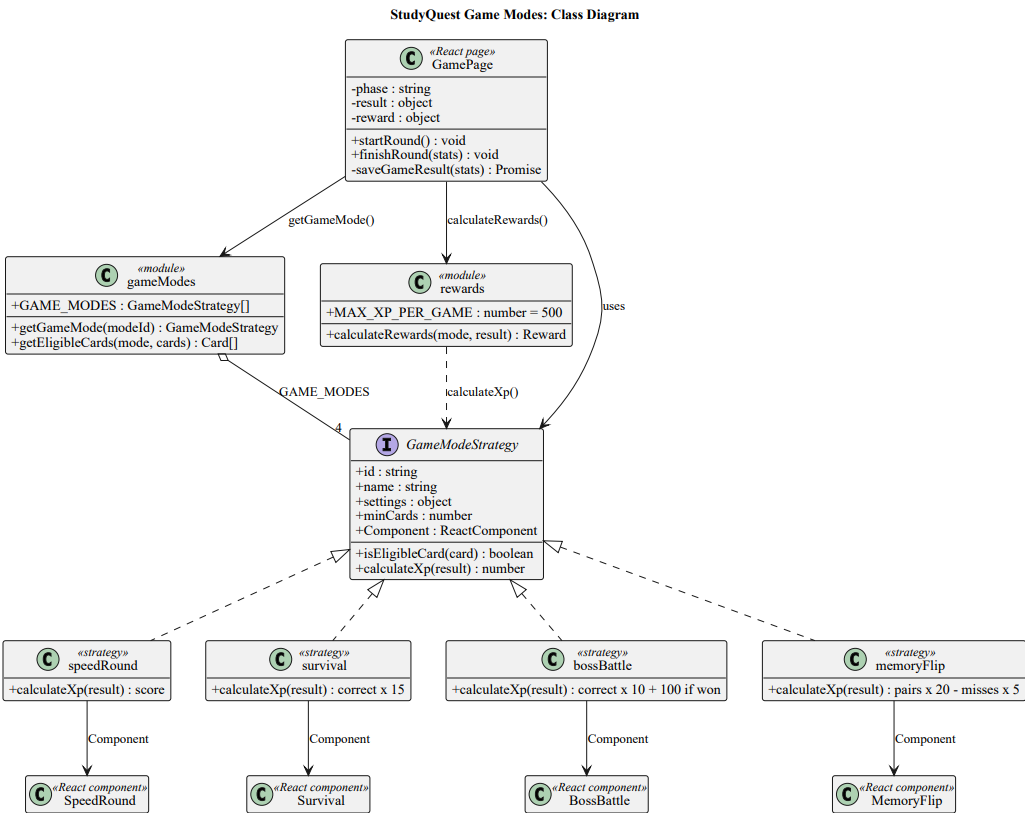 StudyQuest Game Modes: Class Diagram
C
«React page»
GamePage
-phase : string
-result : object
-reward : object
+startRound() : void
+finishRound(stats) : void
-saveGameResult(stats) : Promise
getGameMode()
calculateRewards()
uses
C
«module»
gameModes
+GAME_MODES : GameModeStrategy[]
+getGameMode(modeId) : GameModeStrategy
+getEligibleCards(mode, cards) : Card[]
C
«module»
rewards
+MAX_XP_PER_GAME : number = 500
+calculateRewards(mode, result) : Reward
GAME_MODES
4
calculateXp()
I
GameModeStrategy
+id : string
+name : string
+settings : object
+minCards : number
+Component : ReactComponent
+isEligibleCard(card) : boolean
+calculateXp(result) : number
C
«strategy»
speedRound
+calculateXp(result) : score
C
«strategy»
survival
+calculateXp(result) : correct x 15
C
«strategy»
bossBattle
+calculateXp(result) : correct x 10 + 100 if won
C
«strategy»
memoryFlip
+calculateXp(result) : pairs x 20 - misses x 5
Component
Component
Component
Component
C
«React component»
SpeedRound
C
«React component»
Survival
C
«React component»
BossBattle
C
«React component»
MemoryFlip